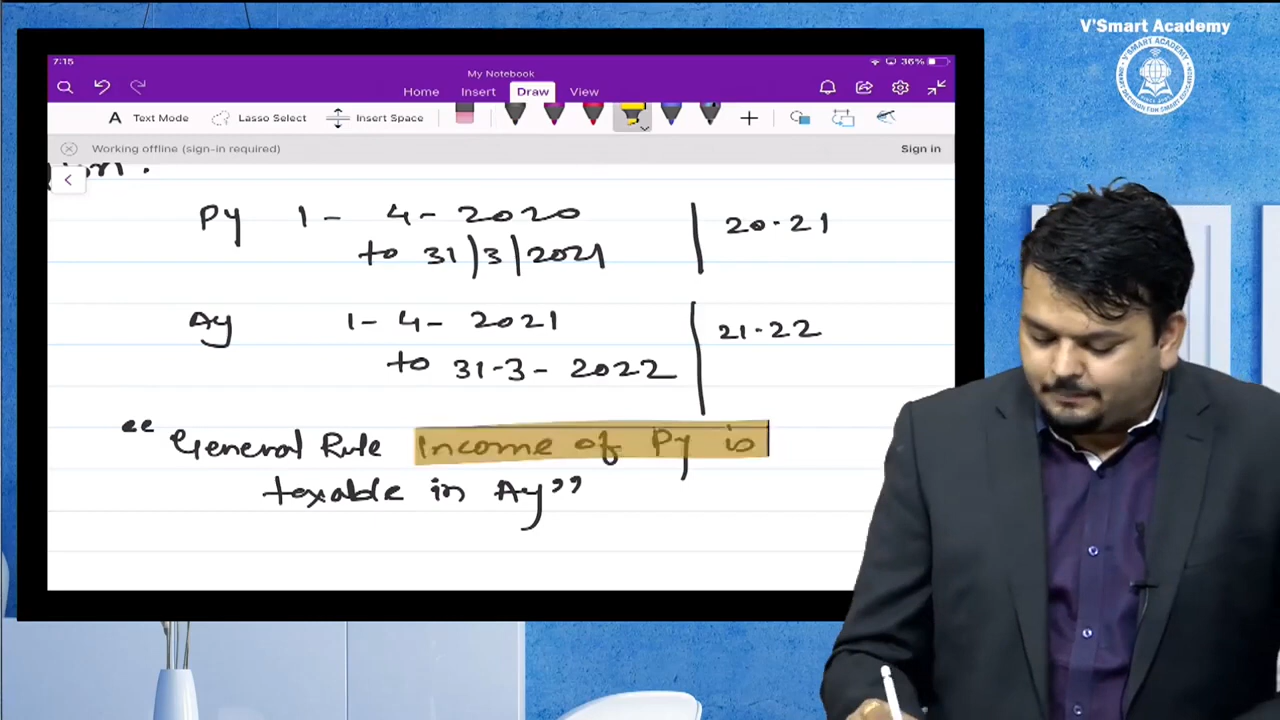 V'Smart Academy
7:15
36%
My Notebook
Home Insert Draw View
Text Mode Lasso Select Insert Space
Working offline (sign-in required) Sign in
Py 1 - 4 - 2020 20-21
to 31/3/2021
Ay 1 - 4 - 2021 21-22
to 31-3-2022
"General Rule Income of Py is
taxable in Ay"